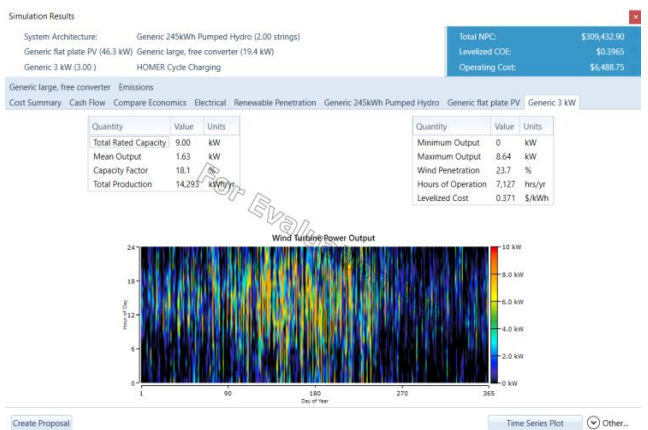 Simulation Results
System Architecture: Generic 245kWh Pumped Hydro (2.00 strings)
Generic flat plate PV (46.3 kW) Generic large, free converter (19.4 kW)
Generic 3 kW (3.00 ) HOMER Cycle Charging
Total NPC: $309,432.90
Levelized COE: $0.3965
Operating Cost: $6,488.75
Generic large, free converter Emissions
Cost Summary Cash Flow Compare Economics Electrical Renewable Penetration Generic 245kWh Pumped Hydro Generic flat plate PV Generic 3 kW
Quantity Value Units
Total Rated Capacity 9.00 kW
Mean Output 1.63 kW
Capacity Factor 18.1 %
Total Production 14,293 kWh/yr
Quantity Value Units
Minimum Output 0 kW
Maximum Output 8.64 kW
Wind Penetration 23.7 %
Hours of Operation 7,127 hrs/yr
Levelized Cost 0.371 $/kWh
For
Wind Turbine Power Output
24
18
12
6
0
Hour of Day
1 90 180 270 365
Day of Year
10 kW
8.0 kW
6.0 kW
4.0 kW
2.0 kW
0 kW
Create Proposal
Time Series Plot
Other...